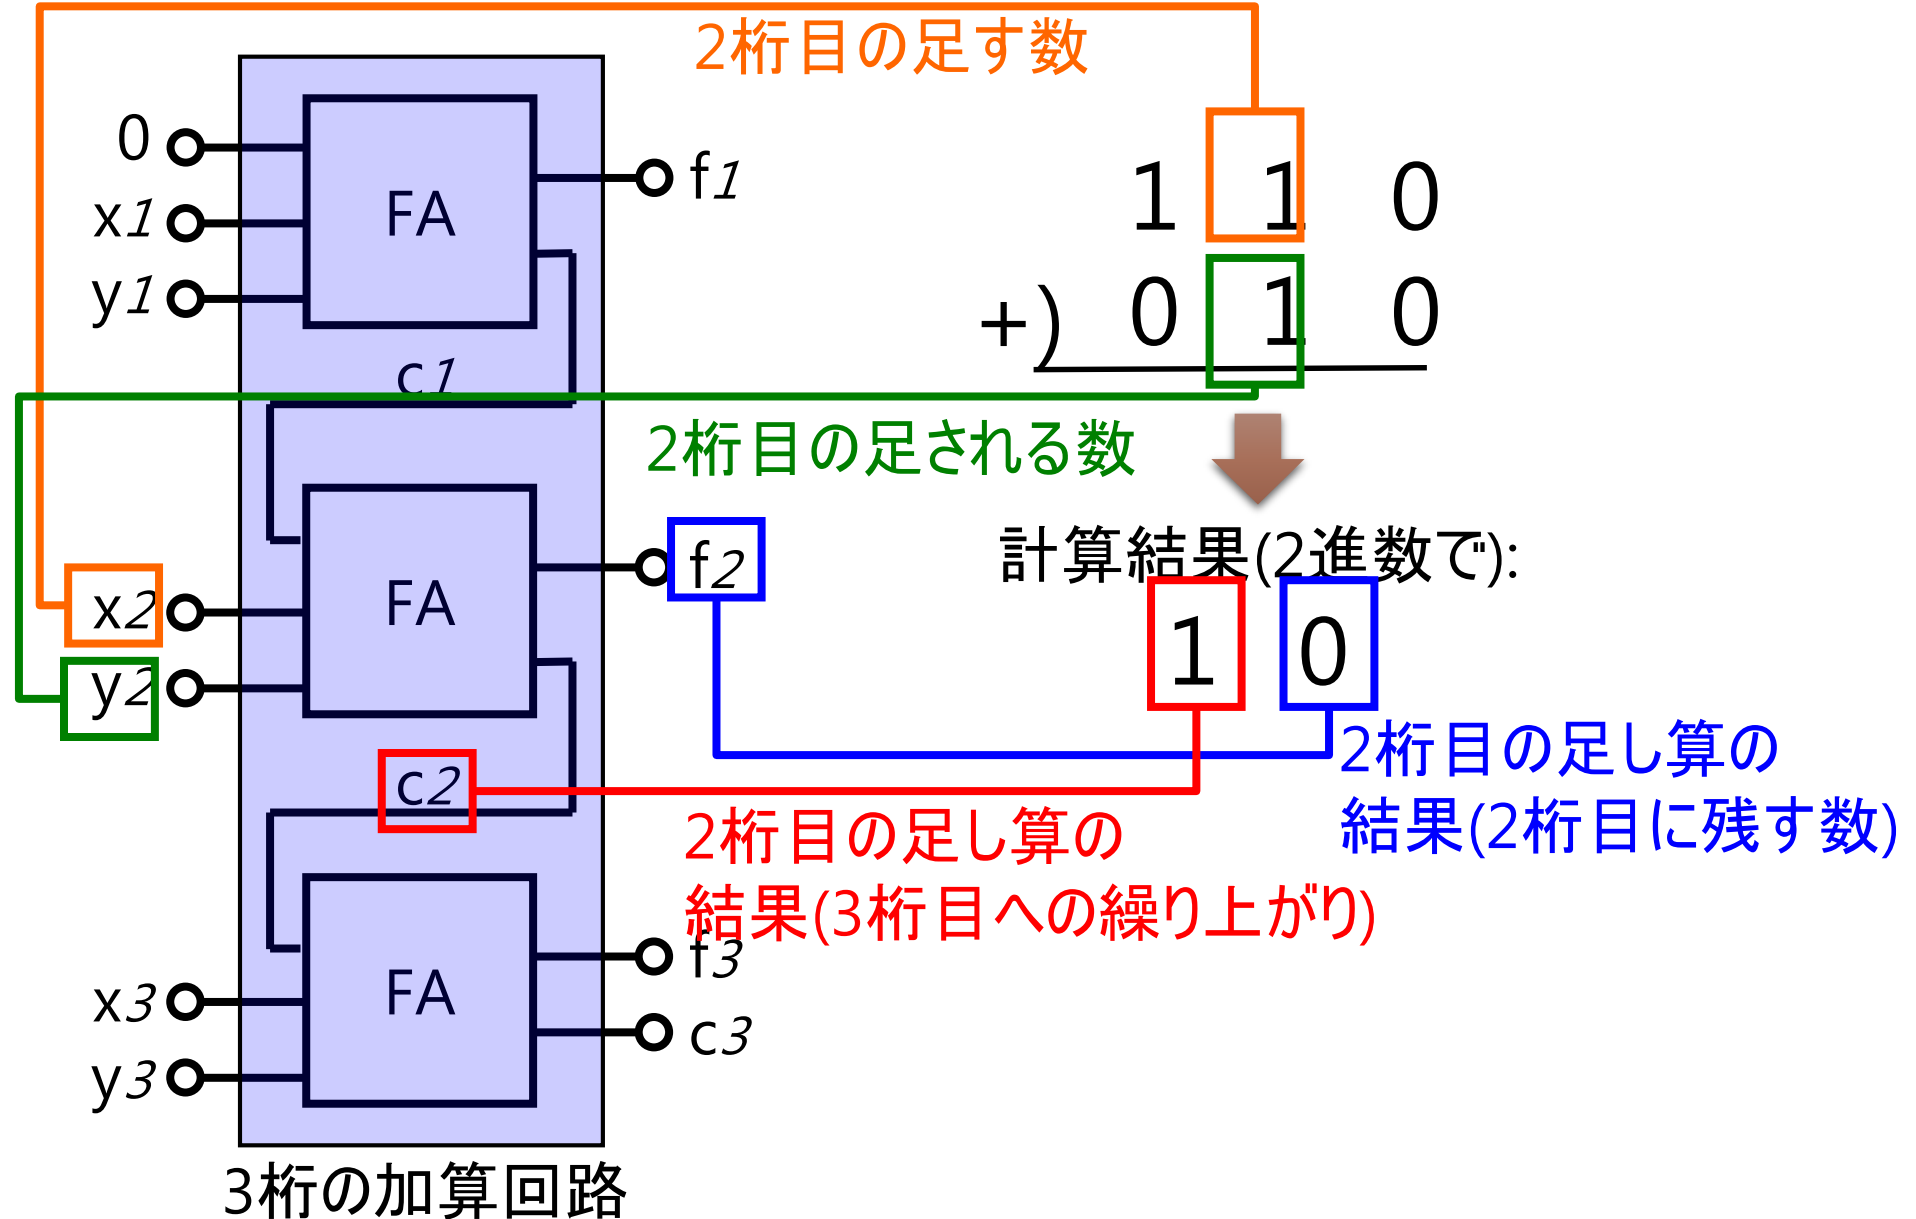 2桁目の足す数
0
x1
y1
FA
f1
c1
1 1 0
+) 0 1 0
2桁目の足される数
x2
y2
FA
f2
c2
計算結果(2進数で):
1 0
2桁目の足し算の
結果(2桁目に残す数)
2桁目の足し算の
結果(3桁目への繰り上がり)
x3
y3
FA
f3
c3
3桁の加算回路